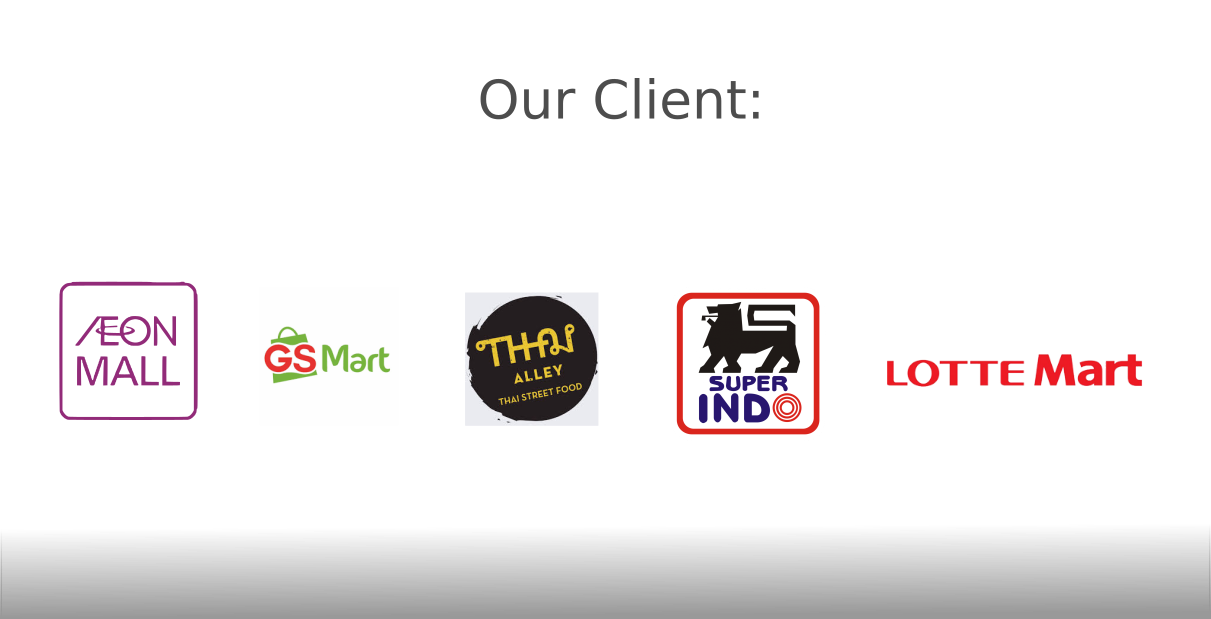 Our Client:
ÆON
MALL
GS Mart
THAI
ALLEY
THAI STREET FOOD
SUPER
INDO
LOTTE Mart